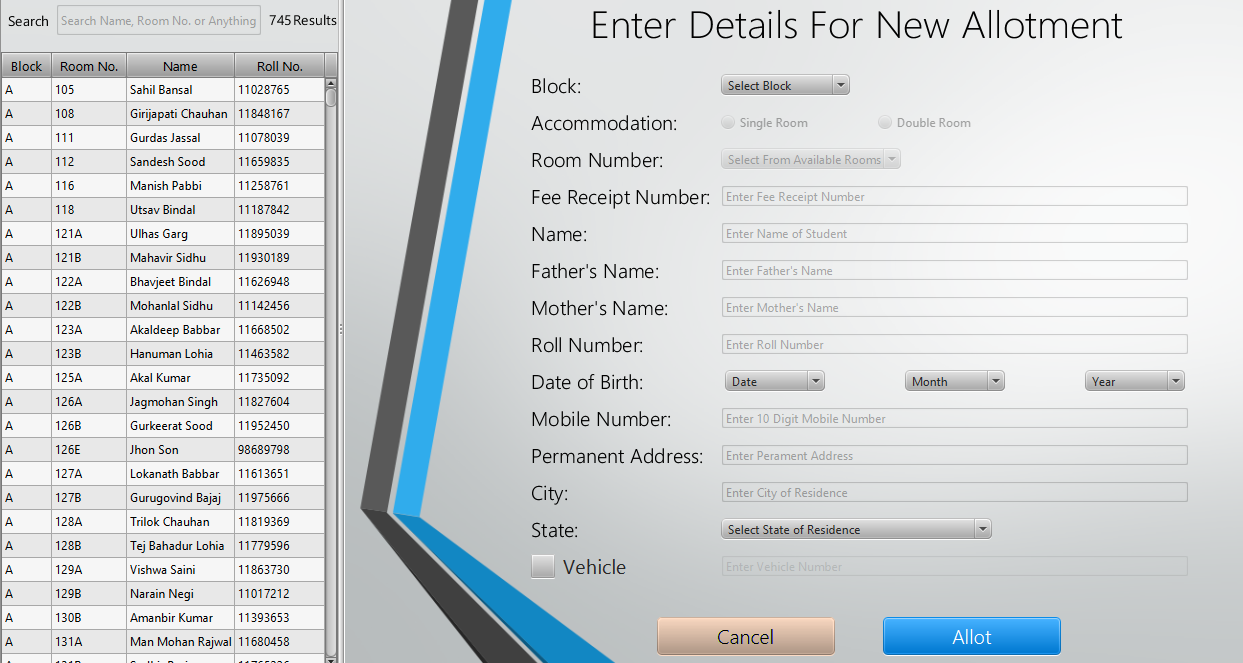 Search Search Name, Room No. or Anything 745 Results
Block Room No. Name Roll No.
A 105 Sahil Bansal 11028765
A 108 Girijapati Chauhan 11848167
A 111 Gurdas Jassal 11078039
A 112 Sandesh Sood 11659835
A 116 Manish Pabbi 11258761
A 118 Utsav Bindal 11187842
A 121A Ulhas Garg 11895039
A 121B Mahavir Sidhu 11930189
A 122A Bhavjeet Bindal 11626948
A 122B Mohanlal Sidhu 11142456
A 123A Akaldeep Babbar 11668502
A 123B Hanuman Lohia 11463582
A 125A Akal Kumar 11735092
A 126A Jagmohan Singh 11827604
A 126B Gurkeerat Sood 11952450
A 126E Jhon Son 98689798
A 127A Lokanath Babbar 11613651
A 127B Gurugovind Bajaj 11975666
A 128A Trilok Chauhan 11819369
A 128B Tej Bahadur Lohia 11779596
A 129A Vishwa Saini 11863730
A 129B Narain Negi 11017212
A 130B Amanbir Kumar 11393653
A 131A Man Mohan Rajwal 11680458
Enter Details For New Allotment
Block: Select Block
Accommodation: Single Room Double Room
Room Number: Select From Available Rooms
Fee Receipt Number: Enter Fee Receipt Number
Name: Enter Name of Student
Father's Name: Enter Father's Name
Mother's Name: Enter Mother's Name
Roll Number: Enter Roll Number
Date of Birth: Date Month Year
Mobile Number: Enter 10 Digit Mobile Number
Permanent Address: Enter Perament Address
City: Enter City of Residence
State: Select State of Residence
Vehicle Enter Vehicle Number
Cancel Allot